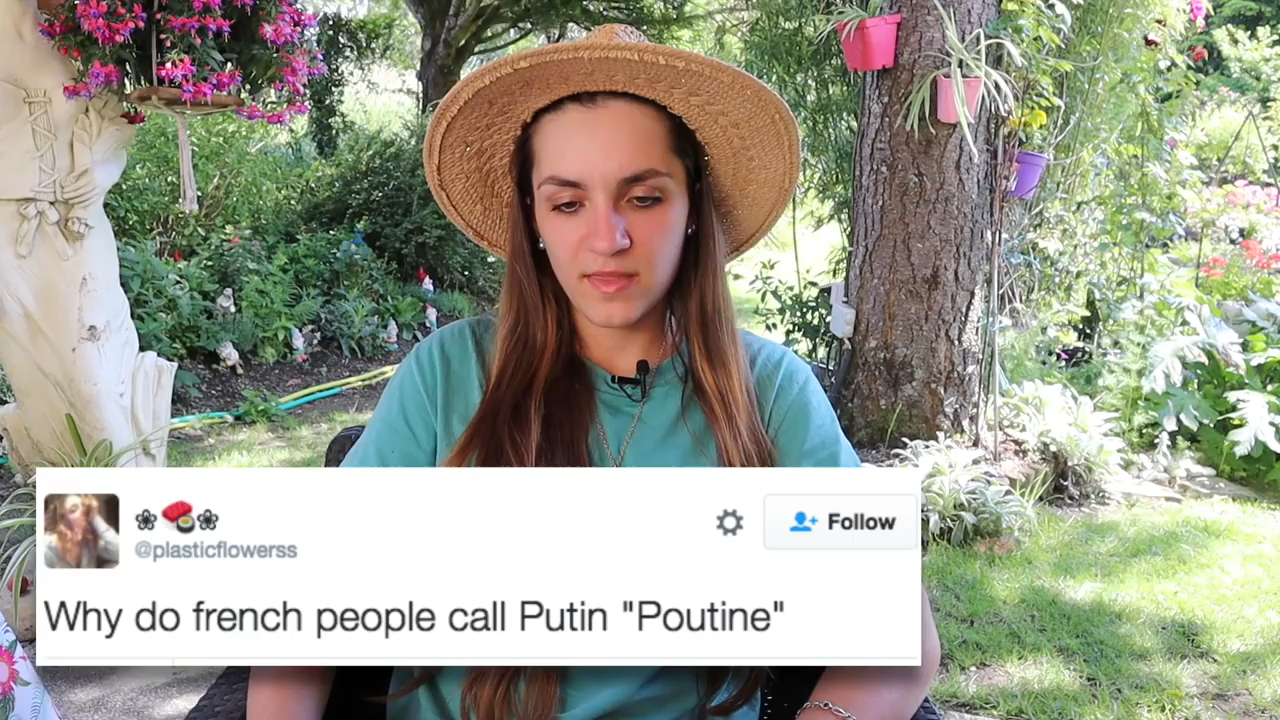 ❀🍣❀
@plasticflowerss
Follow
Why do french people call Putin "Poutine"